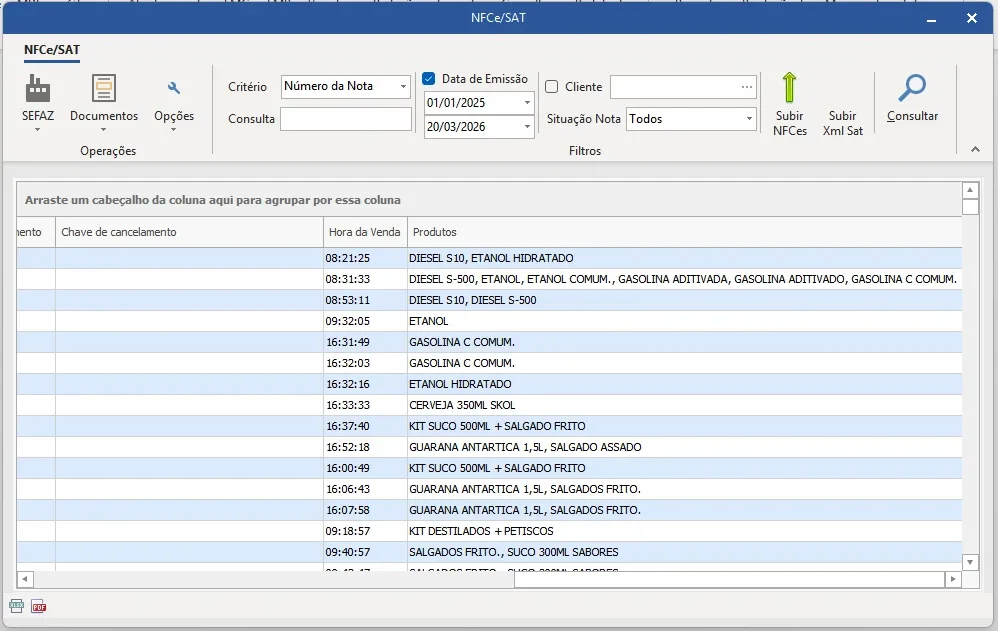 NFCe/SAT
NFCe/SAT
SEFAZ
Documentos
Opções
Operações
Critério Número da Nota
Consulta
Data de Emissão
01/01/2025
20/03/2026
Cliente ...
Situação Nota Todos
Subir NFCes
Subir Xml Sat
Consultar
Filtros
Arraste um cabeçalho da coluna aqui para agrupar por essa coluna
ento Chave de cancelamento Hora da Venda Produtos
08:21:25 DIESEL S10, ETANOL HIDRATADO
08:31:33 DIESEL S-500, ETANOL, ETANOL COMUM., GASOLINA ADITIVADA, GASOLINA ADITIVADO, GASOLINA C COMUM.
08:53:11 DIESEL S10, DIESEL S-500
09:32:05 ETANOL
16:31:49 GASOLINA C COMUM.
16:32:03 GASOLINA C COMUM.
16:32:16 ETANOL HIDRATADO
16:33:33 CERVEJA 350ML SKOL
16:37:40 KIT SUCO 500ML + SALGADO FRITO
16:52:18 GUARANA ANTARTICA 1,5L, SALGADO ASSADO
16:00:49 KIT SUCO 500ML + SALGADO FRITO
16:06:43 GUARANA ANTARTICA 1,5L, SALGADOS FRITO.
16:07:58 GUARANA ANTARTICA 1,5L, SALGADOS FRITO.
09:18:57 KIT DESTILADOS + PETISCOS
09:40:57 SALGADOS FRITO., SUCO 300ML SABORES
SALGADOS FRITO., SUCO 300ML SABORES
PDF